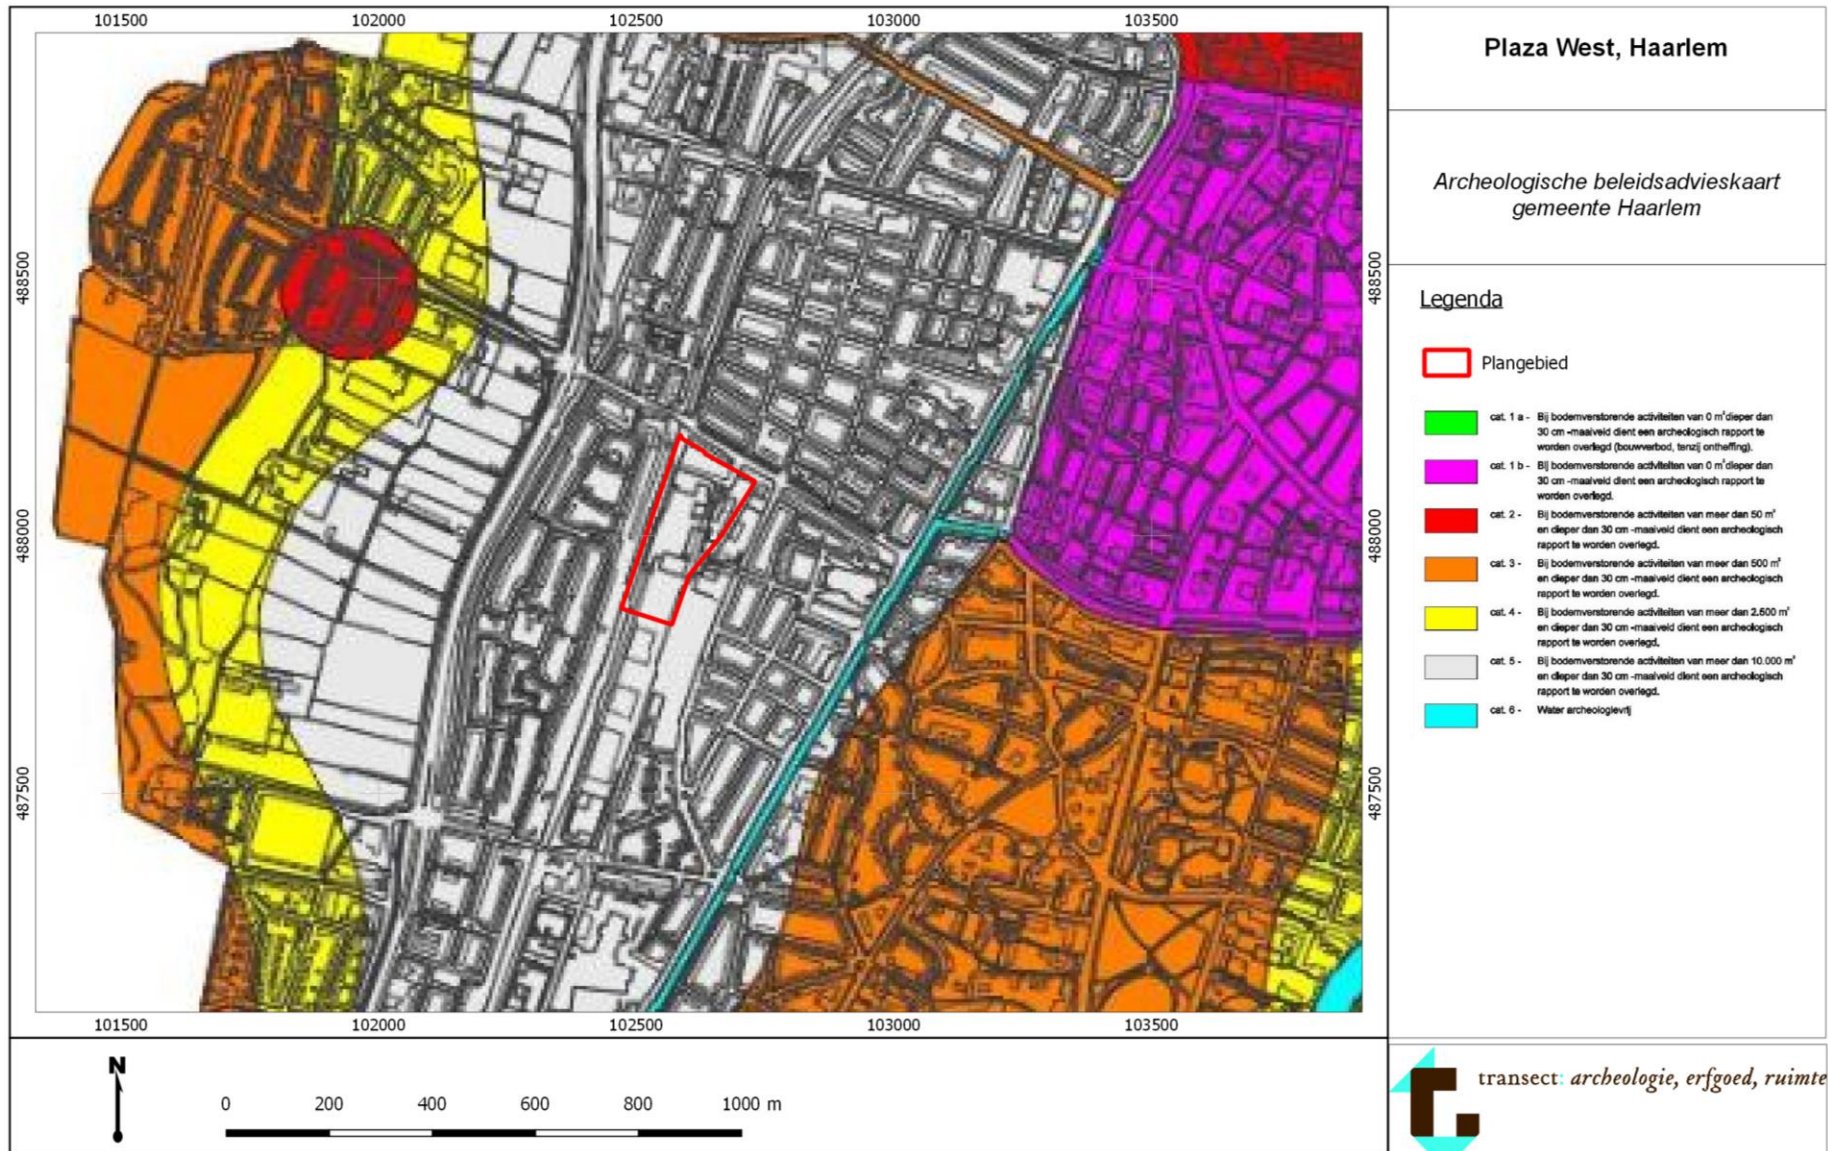 101500 102000 102500 103000 103500
488500
488000
487500
488500
488000
487500
101500 102000 102500 103000 103500
N
0 200 400 600 800 1000 m
Plaza West, Haarlem
Archeologische beleidsadvieskaart
gemeente Haarlem
Legenda
Plangebied
cat. 1 a - Bij bodemverstorende activiteiten van 0 m² dieper dan
30 cm -maaiveld dient een archeologisch rapport te
worden overlegd (bouwverbod, tenzij ontheffing).
cat. 1 b - Bij bodemverstorende activiteiten van 0 m² dieper dan
30 cm -maaiveld dient een archeologisch rapport te
worden overlegd.
cat. 2 - Bij bodemverstorende activiteiten van meer dan 50 m²
en dieper dan 30 cm -maaiveld dient een archeologisch
rapport te worden overlegd.
cat. 3 - Bij bodemverstorende activiteiten van meer dan 500 m²
en dieper dan 30 cm -maaiveld dient een archeologisch
rapport te worden overlegd.
cat. 4 - Bij bodemverstorende activiteiten van meer dan 2.500 m²
en dieper dan 30 cm -maaiveld dient een archeologisch
rapport te worden overlegd.
cat. 5 - Bij bodemverstorende activiteiten van meer dan 10.000 m²
en dieper dan 30 cm -maaiveld dient een archeologisch
rapport te worden overlegd.
cat. 6 - Water archeologievrij
transect: archeologie, erfgoed, ruimte